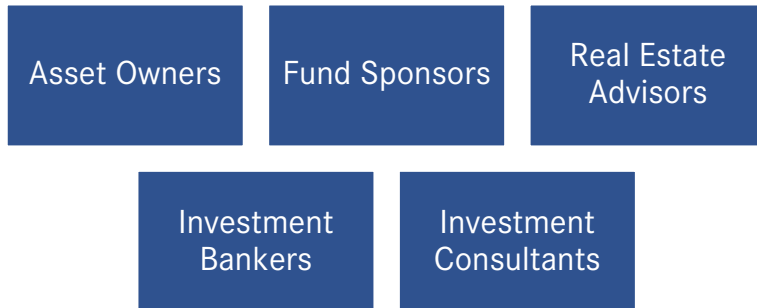 Asset Owners
Fund Sponsors
Real Estate
Advisors
Investment
Bankers
Investment
Consultants